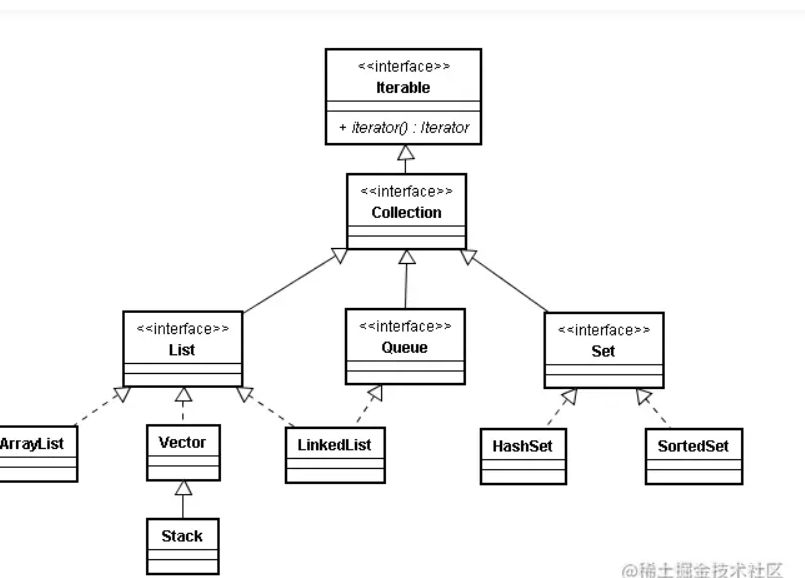 <<interface>>
Iterable
+ iterator() : Iterator
<<interface>>
Collection
<<interface>>
List
<<interface>>
Queue
<<interface>>
Set
ArrayList
Vector
LinkedList
HashSet
SortedSet
Stack
@稀土掘金技术社区